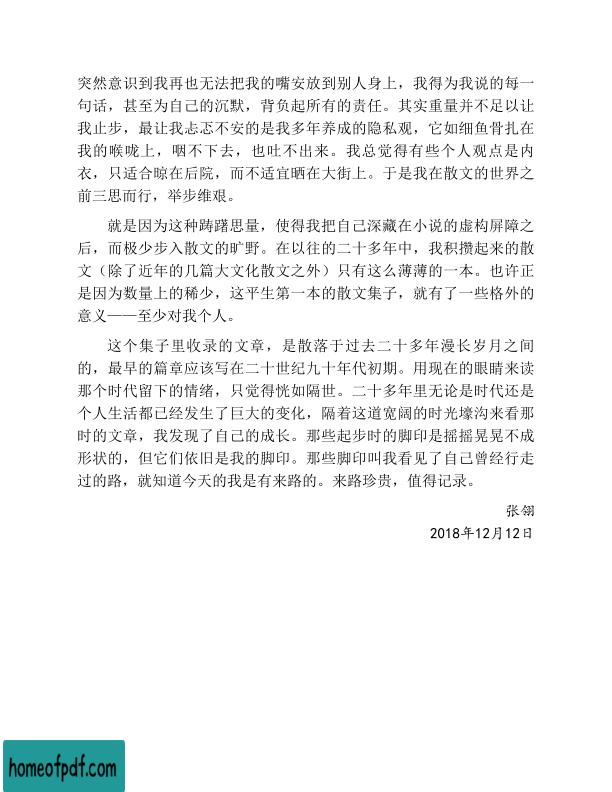 突然意识到我再也无法把我的嘴安放到别人身上，我得为我说的每一
句话，甚至为自己的沉默，背负起所有的责任。其实重量并不足以让
我止步，最让我忐忑不安的是我多年养成的隐私观，它如细鱼骨扎在
我的喉咙上，咽不下去，也吐不出来。我总觉得有些个人观点是内
衣，只适合晾在后院，而不适宜晒在大街上。于是我在散文的世界之
前三思而行，举步维艰。
就是因为这种踌躇思量，使得我把自己深藏在小说的虚构屏障之
后，而极少步入散文的旷野。在以往的二十多年中，我积攒起来的散
文（除了近年的几篇大文化散文之外）只有这么薄薄的一本。也许正
是因为数量上的稀少，这平生第一本的散文集子，就有了一些格外的
意义——至少对我个人。
这个集子里收录的文章，是散落于过去二十多年漫长岁月之间
的，最早的篇章应该写在二十世纪九十年代初期。用现在的眼睛来读
那个时代留下的情绪，只觉得恍如隔世。二十多年里无论是时代还是
个人生活都已经发生了巨大的变化，隔着这道宽阔的时光壕沟来看那
时的文章，我发现了自己的成长。那些起步时的脚印是摇摇晃晃不成
形状的，但它们依旧是我的脚印。那些脚印叫我看见了自己曾经行走
过的路，就知道今天的我是有来路的。来路珍贵，值得记录。
张翎
2018年12月12日
homeofpdf.com